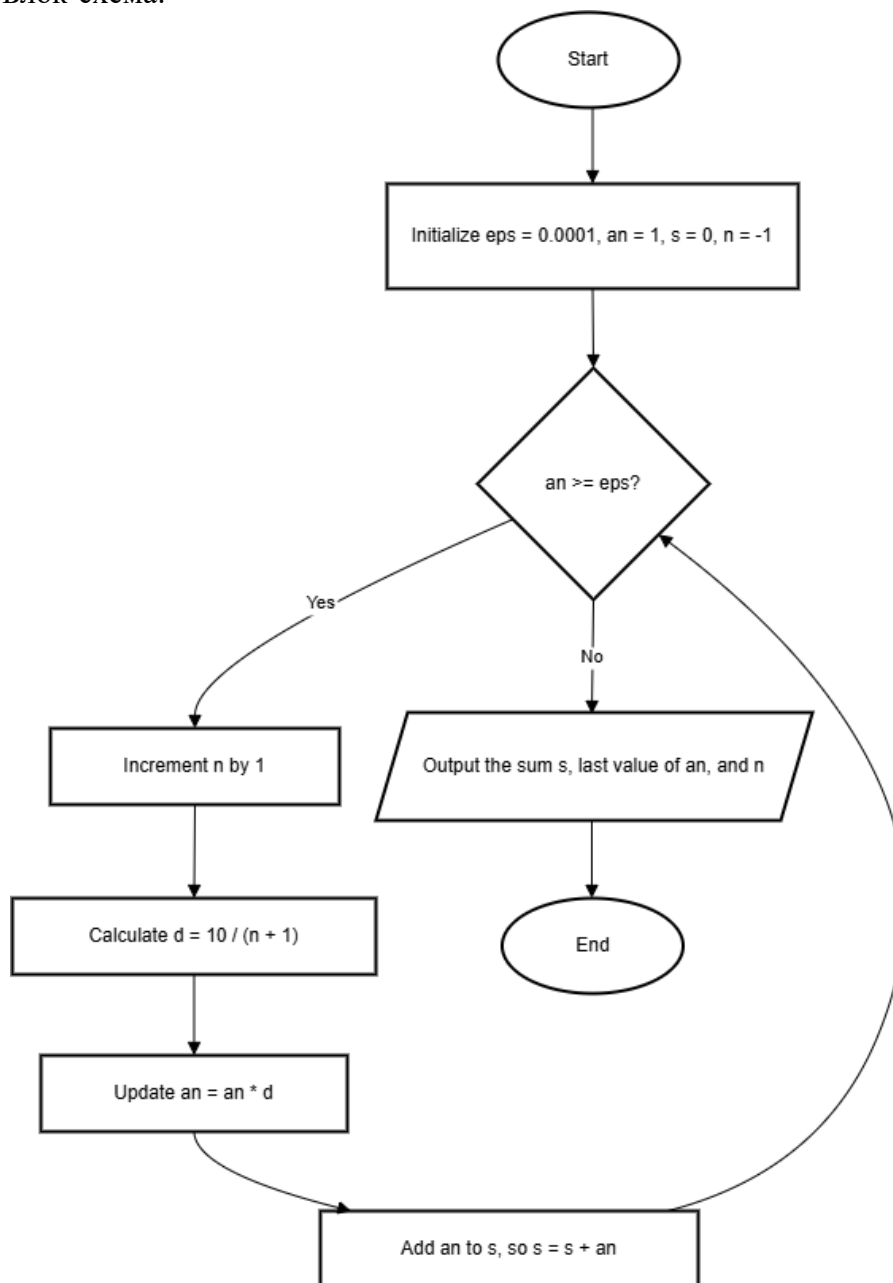 Блок-схема:
Start
Initialize eps = 0.0001, an = 1, s = 0, n = -1
an >= eps?
Yes
No
Increment n by 1
Output the sum s, last value of an, and n
Calculate d = 10 / (n + 1)
End
Update an = an * d
Add an to s, so s = s + an